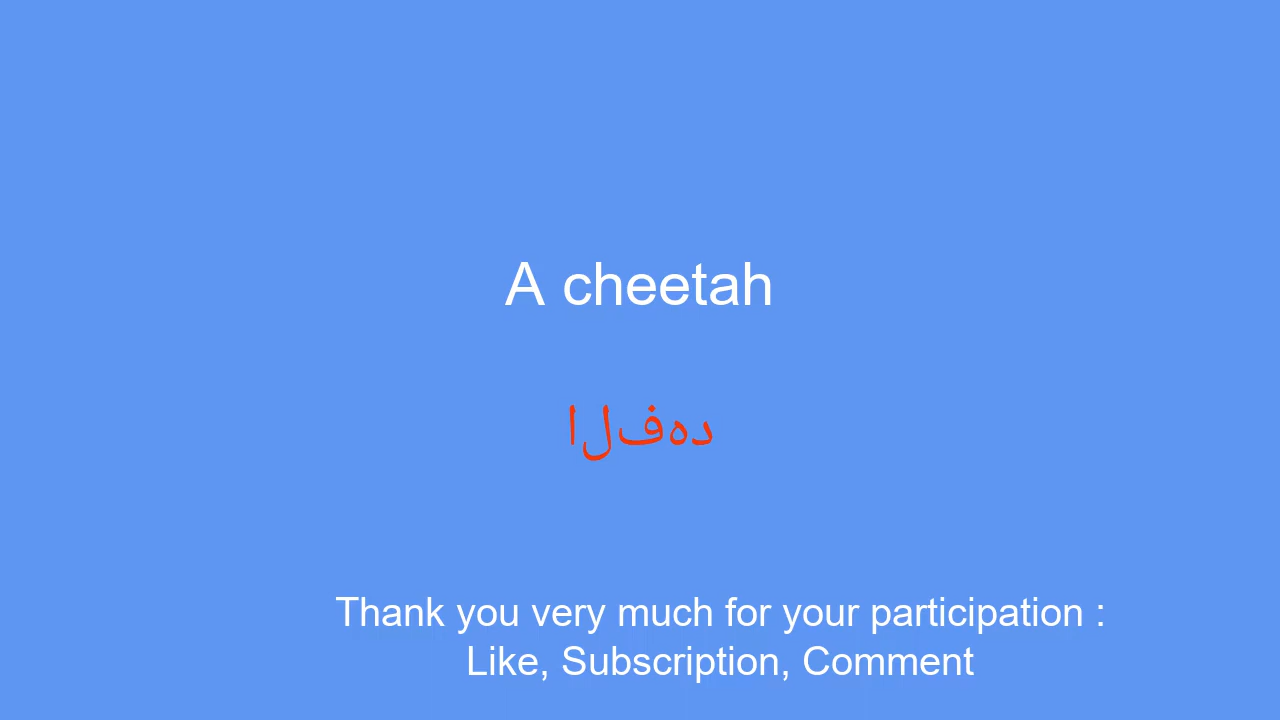 A cheetah
الفهد
Thank you very much for your participation :
Like, Subscription, Comment